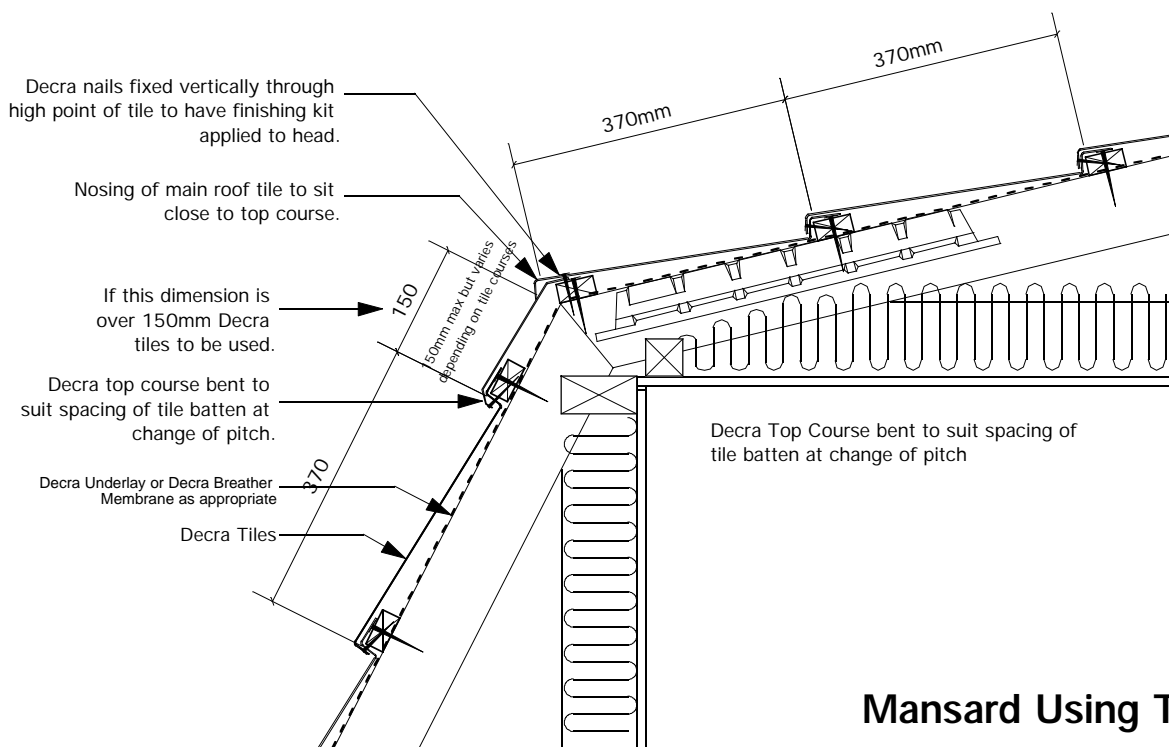 Decra nails fixed vertically through
high point of tile to have finishing kit
applied to head.
Nosing of main roof tile to sit
close to top course.
If this dimension is
over 150mm Decra
tiles to be used.
Decra top course bent to
suit spacing of tile batten at
change of pitch.
Decra Underlay or Decra Breather
Membrane as appropriate
Decra Tiles
370mm
370mm
150
150mm max but varies
depending on tile courses
370
Decra Top Course bent to suit spacing of
tile batten at change of pitch
Mansard Using T